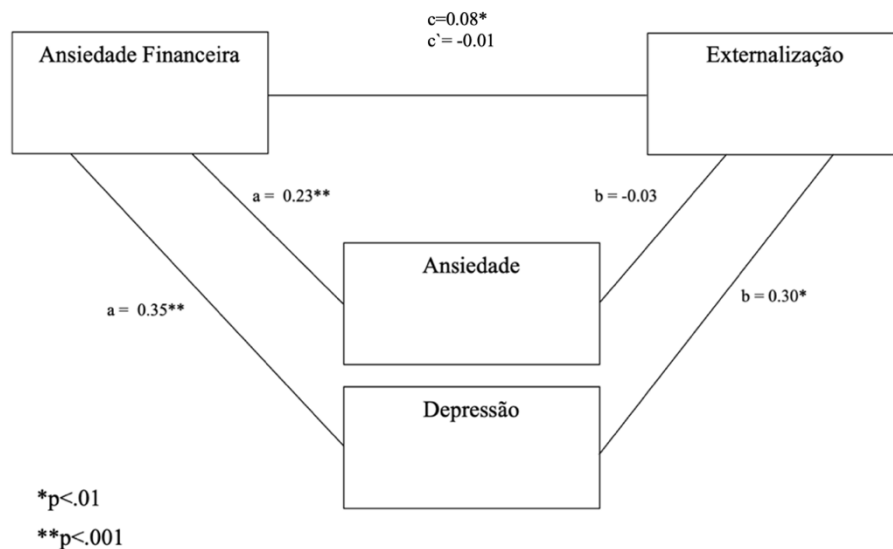 c=0.08*
c`= -0.01
Ansiedade Financeira
Externalização
a =  0.23**
b = -0.03
Ansiedade
a =  0.35**
b = 0.30*
Depressão
*p<.01
**p<.001